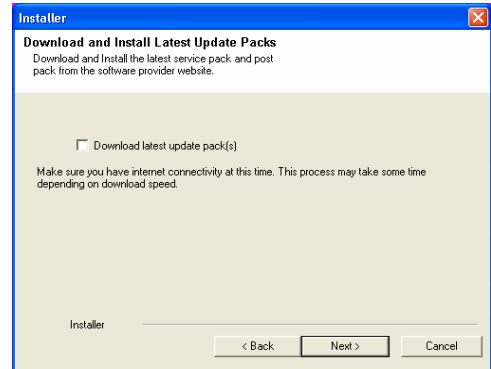 Installer
Download and Install Latest Update Packs
Download and Install the latest service pack and post
pack from the software provider website.
Download latest update pack(s)
Make sure you have internet connectivity at this time. This process may take some time
depending on download speed.
Installer
< Back
Next >
Cancel